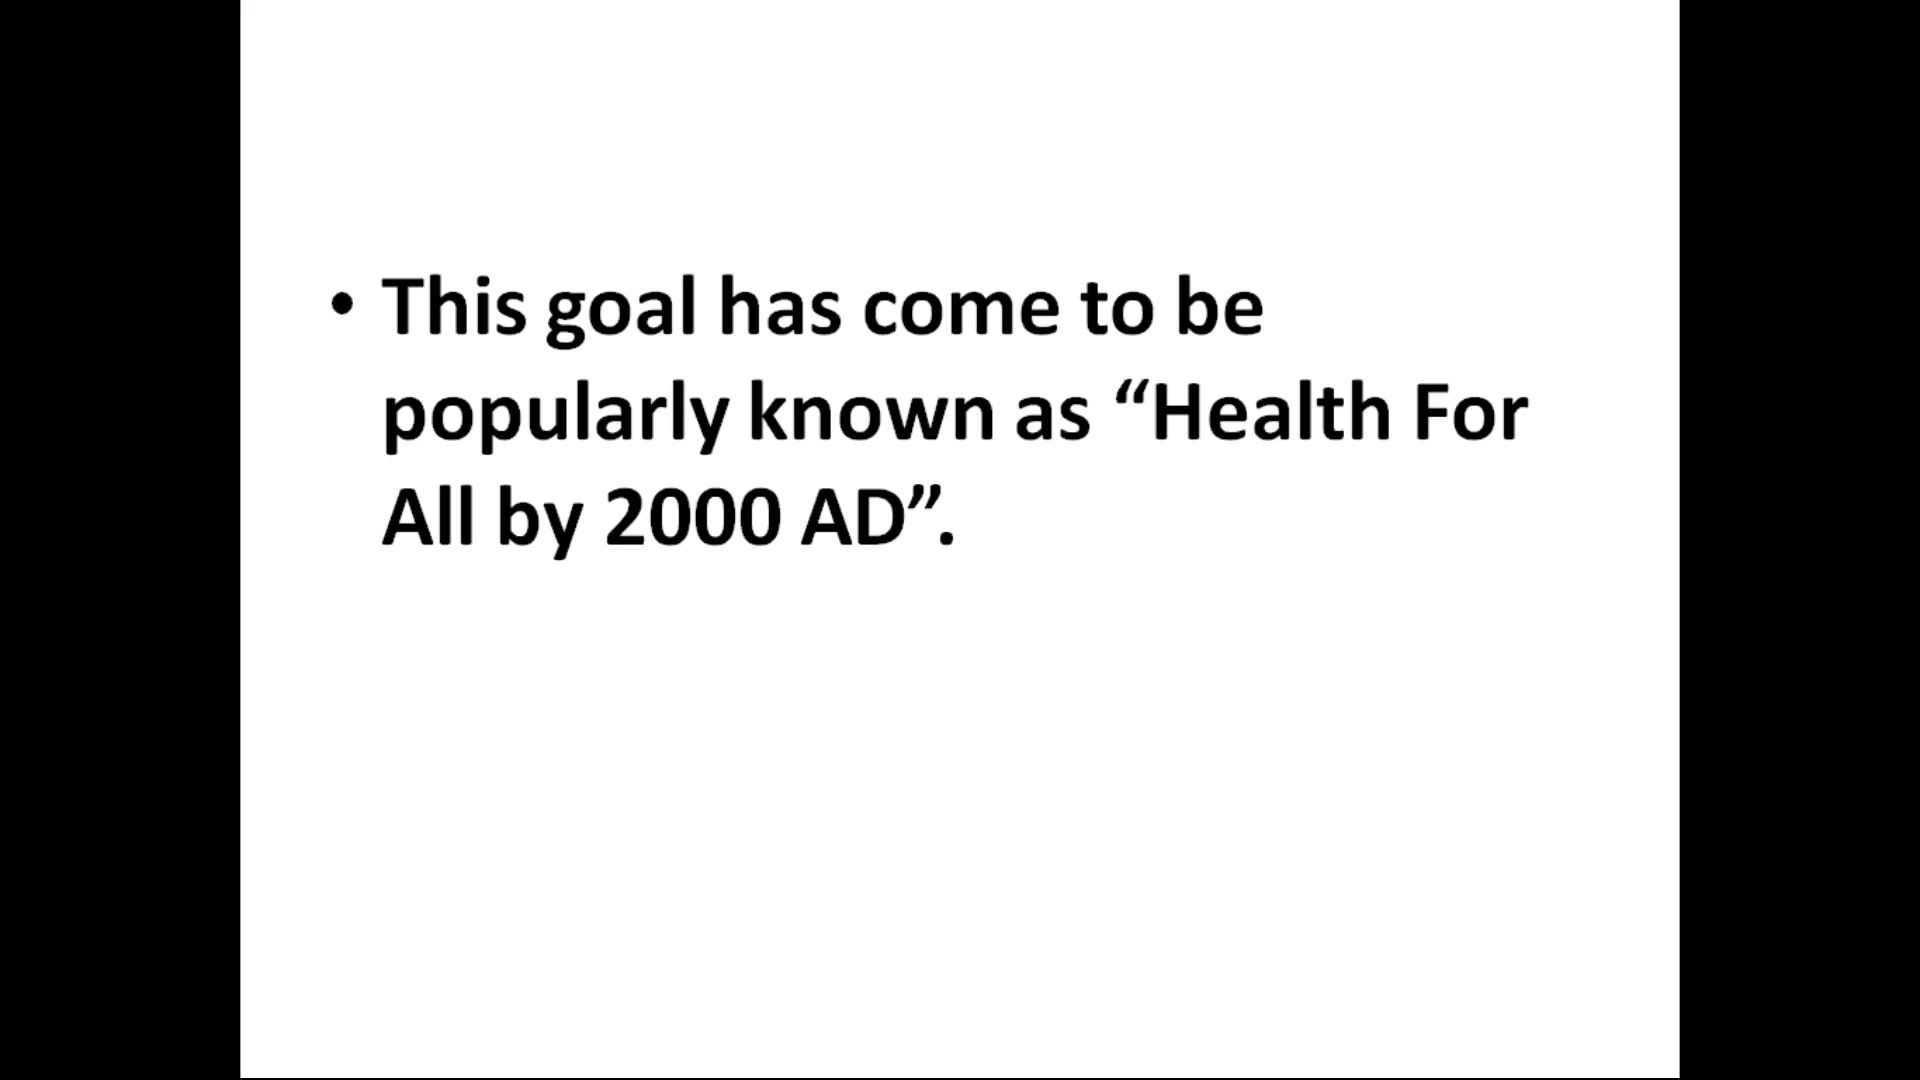 • This goal has come to be
popularly known as “Health For
All by 2000 AD”.